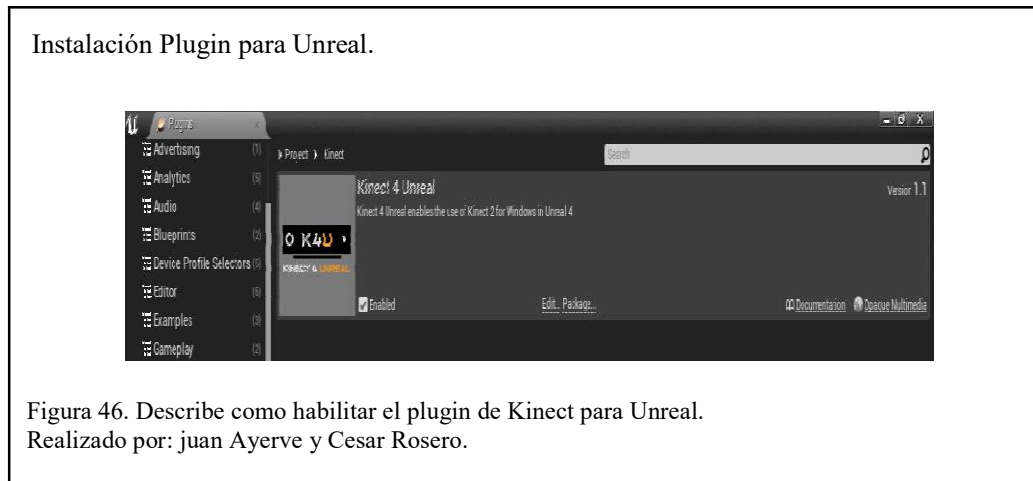 Instalación Plugin para Unreal.
Plugins
Advertising (1)
Analytics (5)
Audio (4)
Blueprints (2)
Device Profile Selectors (5)
Editor (6)
Examples (3)
Gameplay (2)
Project Kinect
Search
Kinect 4 Unreal
Version 1.1
Kinect 4 Unreal enables the use of Kinect 2 for Windows in Unreal 4
K4U
KINECT 4 UNREAL
Enabled
Edit... Package...
Documentation Opaque Multimedia
Figura 46. Describe como habilitar el plugin de Kinect para Unreal.
Realizado por: juan Ayerve y Cesar Rosero.